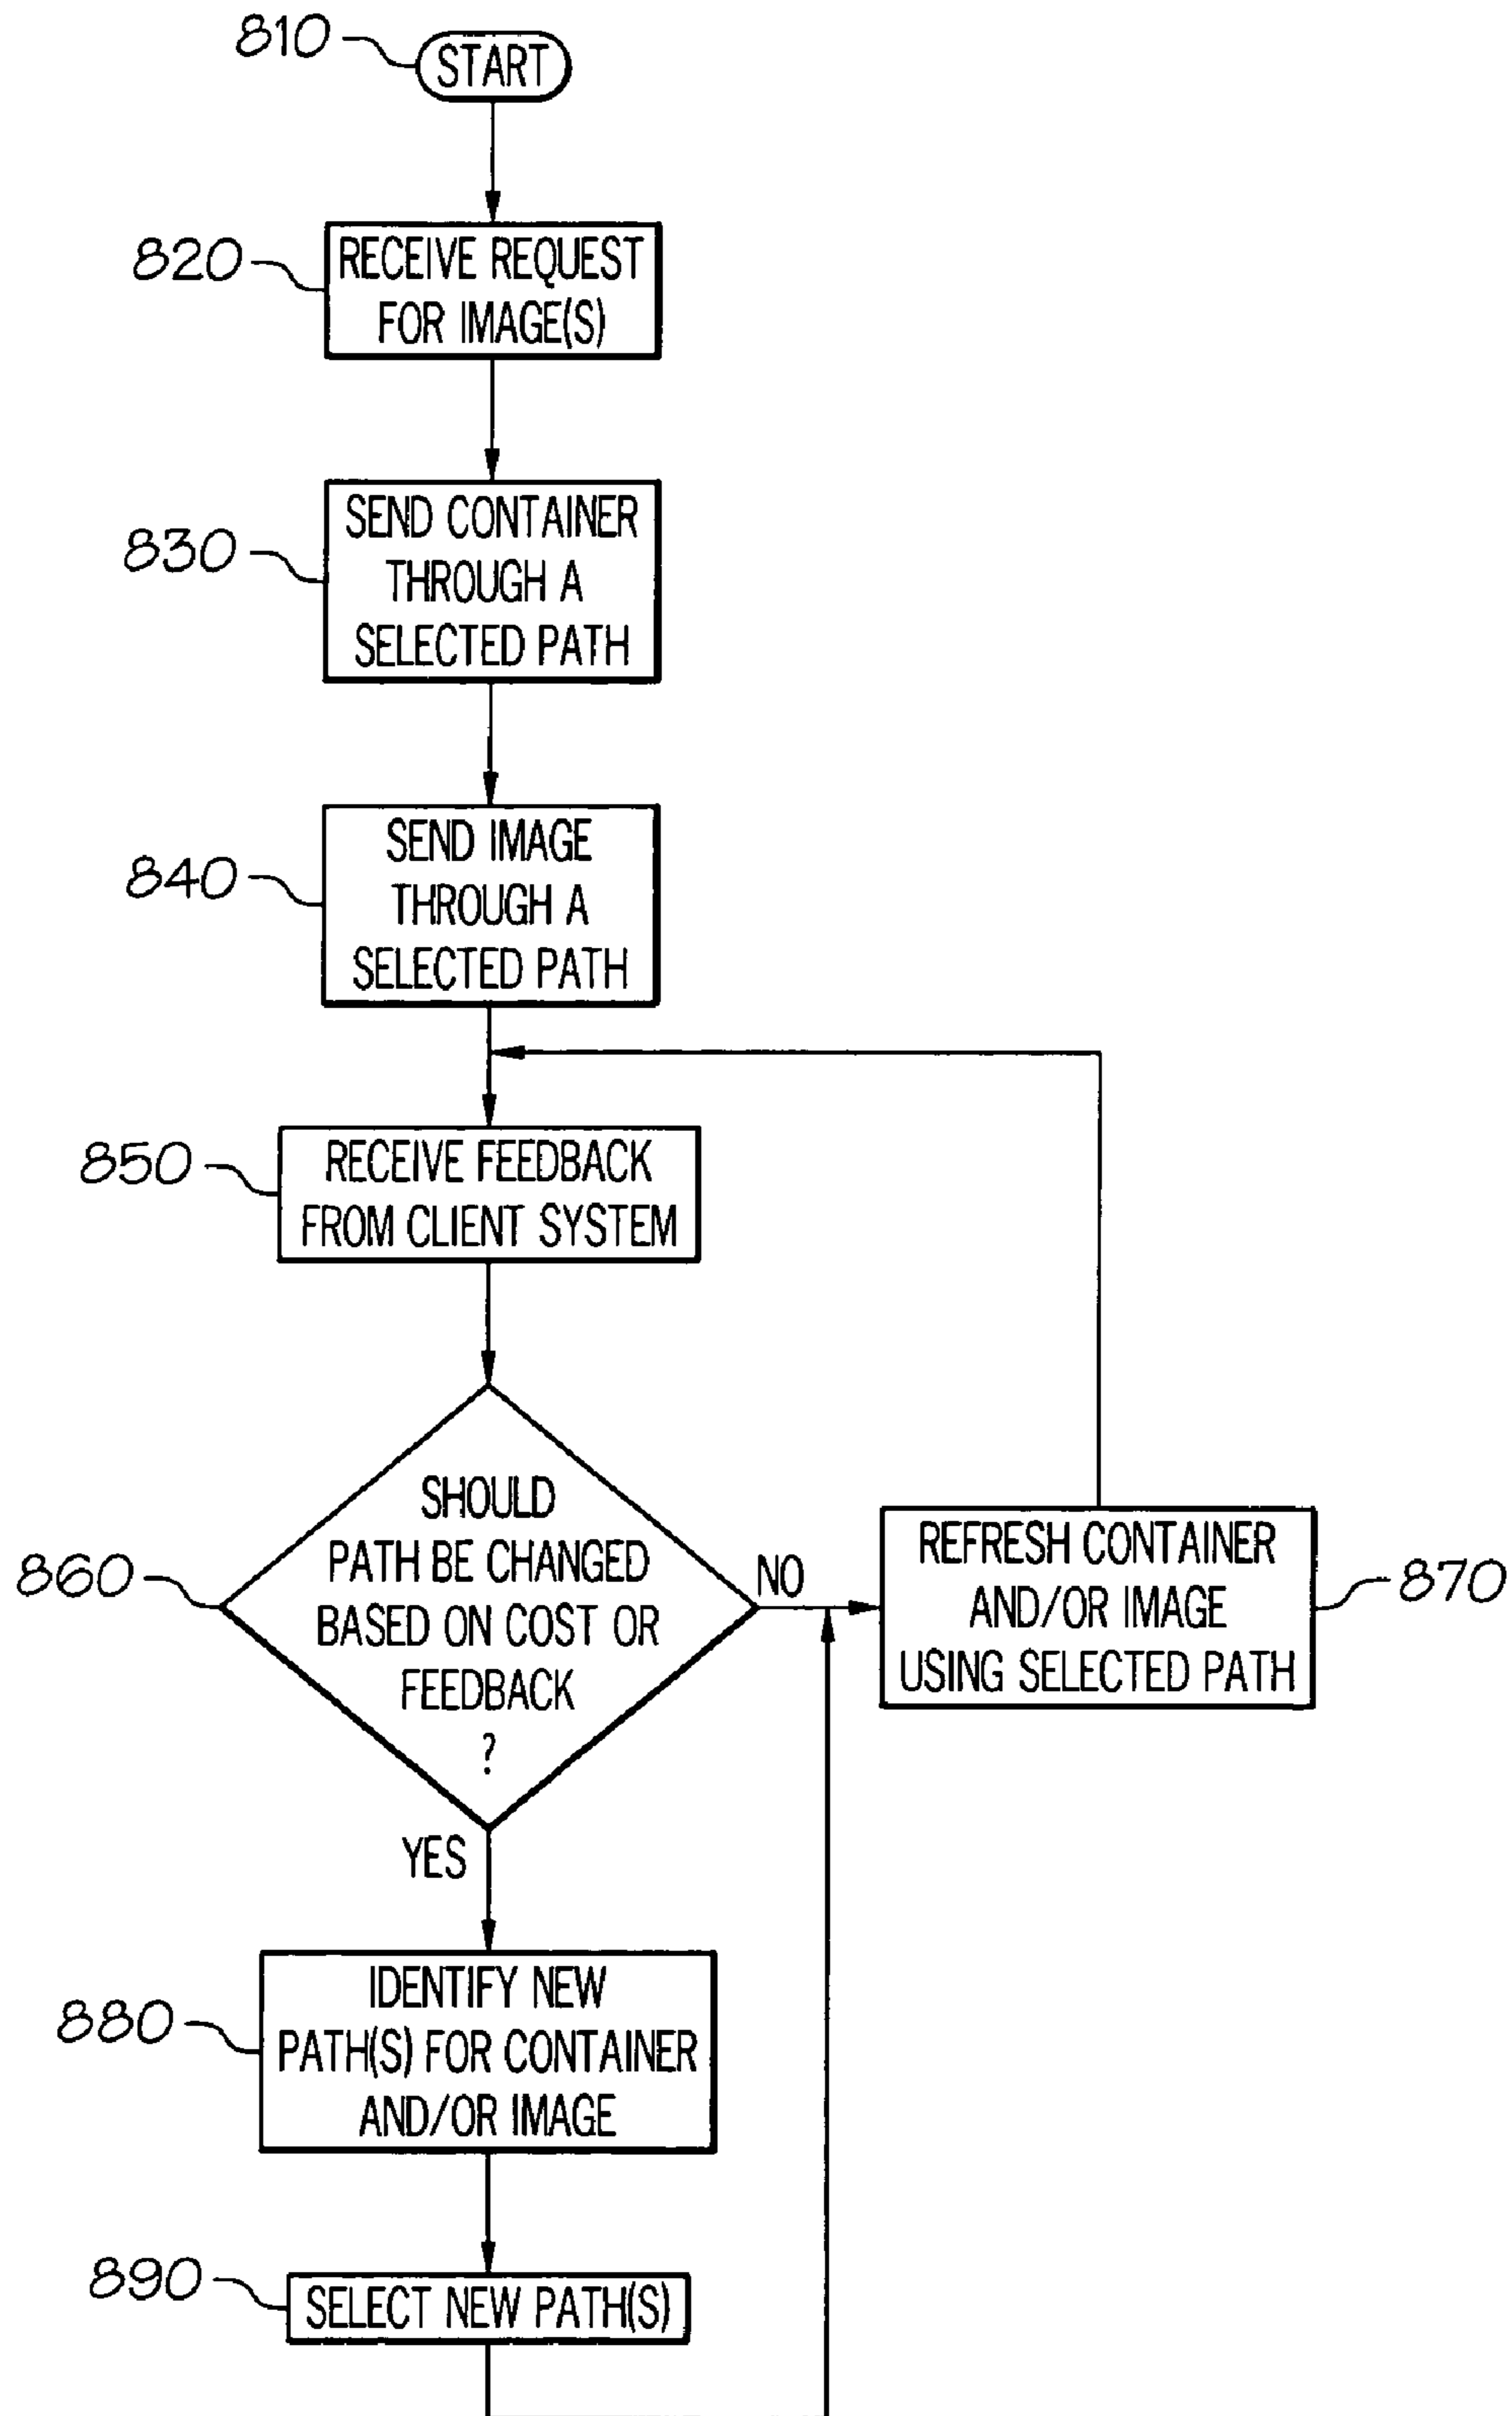 810
START
820
RECEIVE REQUEST
FOR IMAGE(S)
830
SEND CONTAINER
THROUGH A
SELECTED PATH
840
SEND IMAGE
THROUGH A
SELECTED PATH
850
RECEIVE FEEDBACK
FROM CLIENT SYSTEM
860
SHOULD
PATH BE CHANGED
BASED ON COST OR
FEEDBACK
?
NO
REFRESH CONTAINER
AND/OR IMAGE
USING SELECTED PATH
870
YES
880
IDENTIFY NEW
PATH(S) FOR CONTAINER
AND/OR IMAGE
890
SELECT NEW PATH(S)